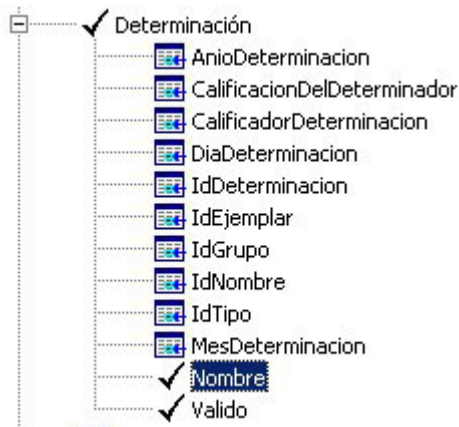 Determinación
AnioDeterminacion
CalificacionDelDeterminador
CalificadorDeterminacion
DiaDeterminacion
IdDeterminacion
IdEjemplar
IdGrupo
IdNombre
IdTipo
MesDeterminacion
Nombre
Valido